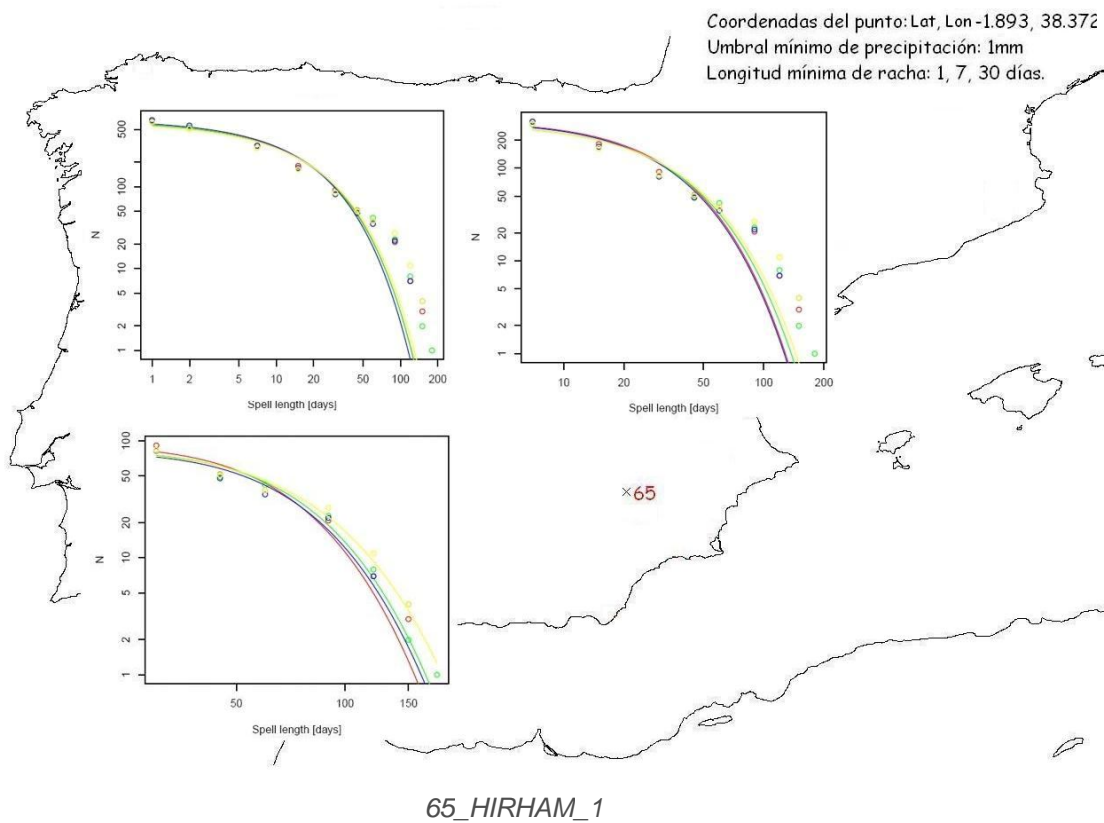 Coordenadas del punto: Lat, Lon -1.893, 38.372
Umbral mínimo de precipitación: 1mm
Longitud mínima de racha: 1, 7, 30 días.
500
100
50
20
10
5
2
1
N
1 2 5 10 20 50 100 200
Spell length [days]
200
100
50
20
10
5
2
1
N
10 20 50 100 200
Spell length [days]
100
50
20
10
5
2
1
N
50 100 150
Spell length [days]
×65
65_HIRHAM_1